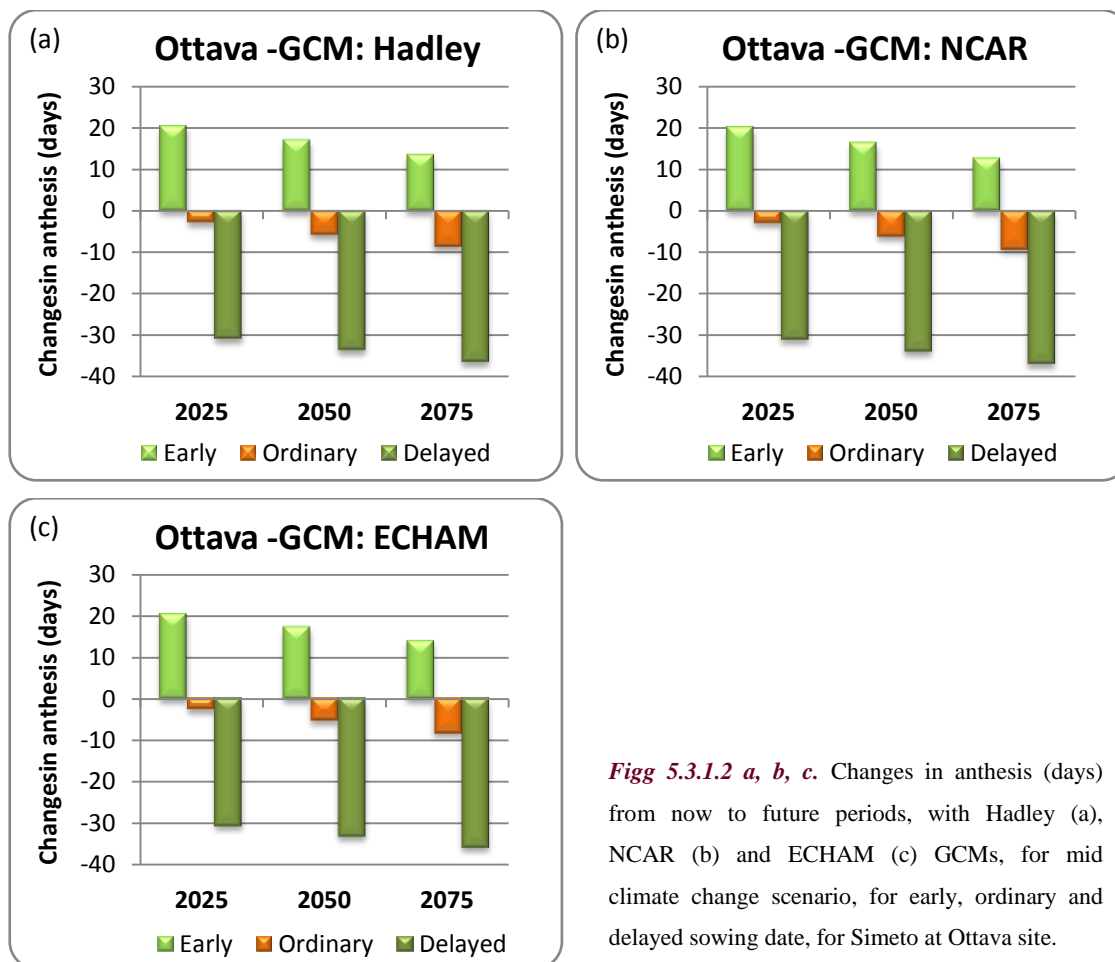 (a)
Ottava -GCM: Hadley
Changesin anthesis (days)
30
20
10
0
-10
-20
-30
-40
2025 2050 2075
Early Ordinary Delayed
(b)
Ottava -GCM: NCAR
Changesin anthesis (days)
30
20
10
0
-10
-20
-30
-40
2025 2050 2075
Early Ordinary Delayed
(c)
Ottava -GCM: ECHAM
Changesin anthesis (days)
30
20
10
0
-10
-20
-30
-40
2025 2050 2075
Early Ordinary Delayed
Figg 5.3.1.2 a, b, c. Changes in anthesis (days)
from now to future periods, with Hadley (a),
NCAR (b) and ECHAM (c) GCMs, for mid
climate change scenario, for early, ordinary and
delayed sowing date, for Simeto at Ottava site.